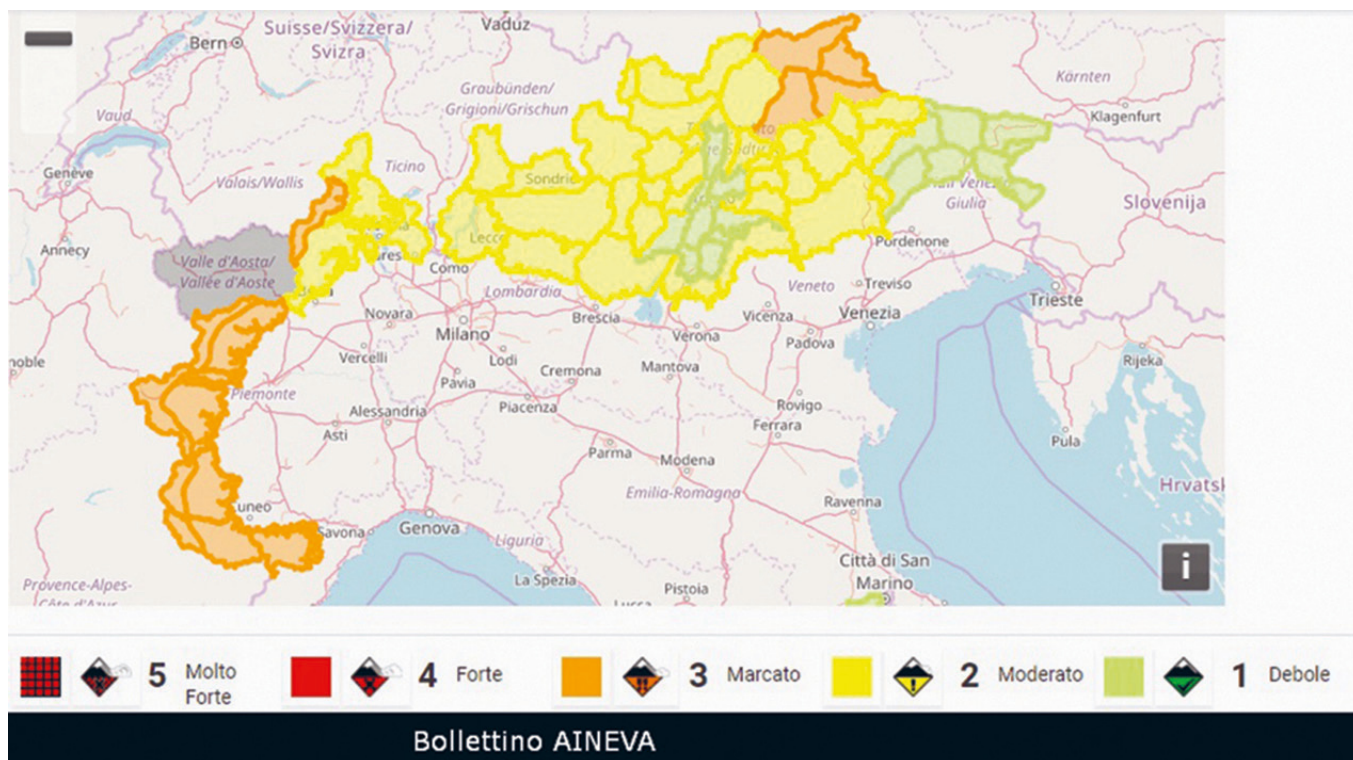 Vaduz
Suisse/Svizzera/
Svizra
Bern
Kärnten
Graubünden/
Grigioni/Grischun
Vaud
Klagenfurt
Ticino
Genève
Valais/Wallis
Giulia
Slovenija
Annecy
Pordenone
Valle d'Aosta/
Vallée d'Aoste
Como
Lombardia
Veneto
Treviso
Trieste
Novara
Brescia
Vicenza
Venezia
Milano
Verona
Padova
Rijeka
Vercelli
Lodi
Cremona
Mantova
Pavia
Piemonte
Alessandria
Piacenza
Rovigo
Asti
Ferrara
Pula
Parma
Modena
Emilia-Romagna
Ravenna
Savona
Genova
Liguria
Città di San
Marino
La Spezia
Pistoia
Provence-Alpes-
i
5 Molto
Forte
4 Forte
3 Marcato
2 Moderato
1 Debole
Bollettino AINEVA